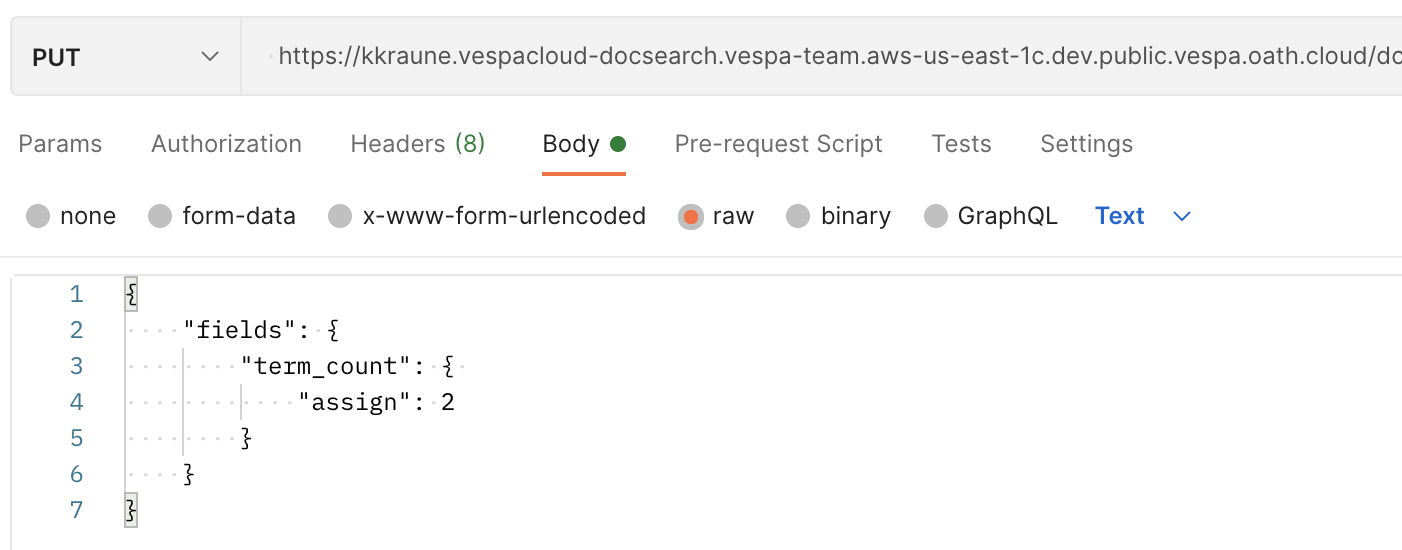 PUT https://kkraune.vespacloud-docsearch.vespa-team.aws-us-east-1c.dev.public.vespa.oath.cloud/do
Params Authorization Headers (8) Body Pre-request Script Tests Settings
none form-data x-www-form-urlencoded raw binary GraphQL Text
1 {
2 "fields": {
3 "term_count": {
4 "assign": 2
5 }
6 }
7 }